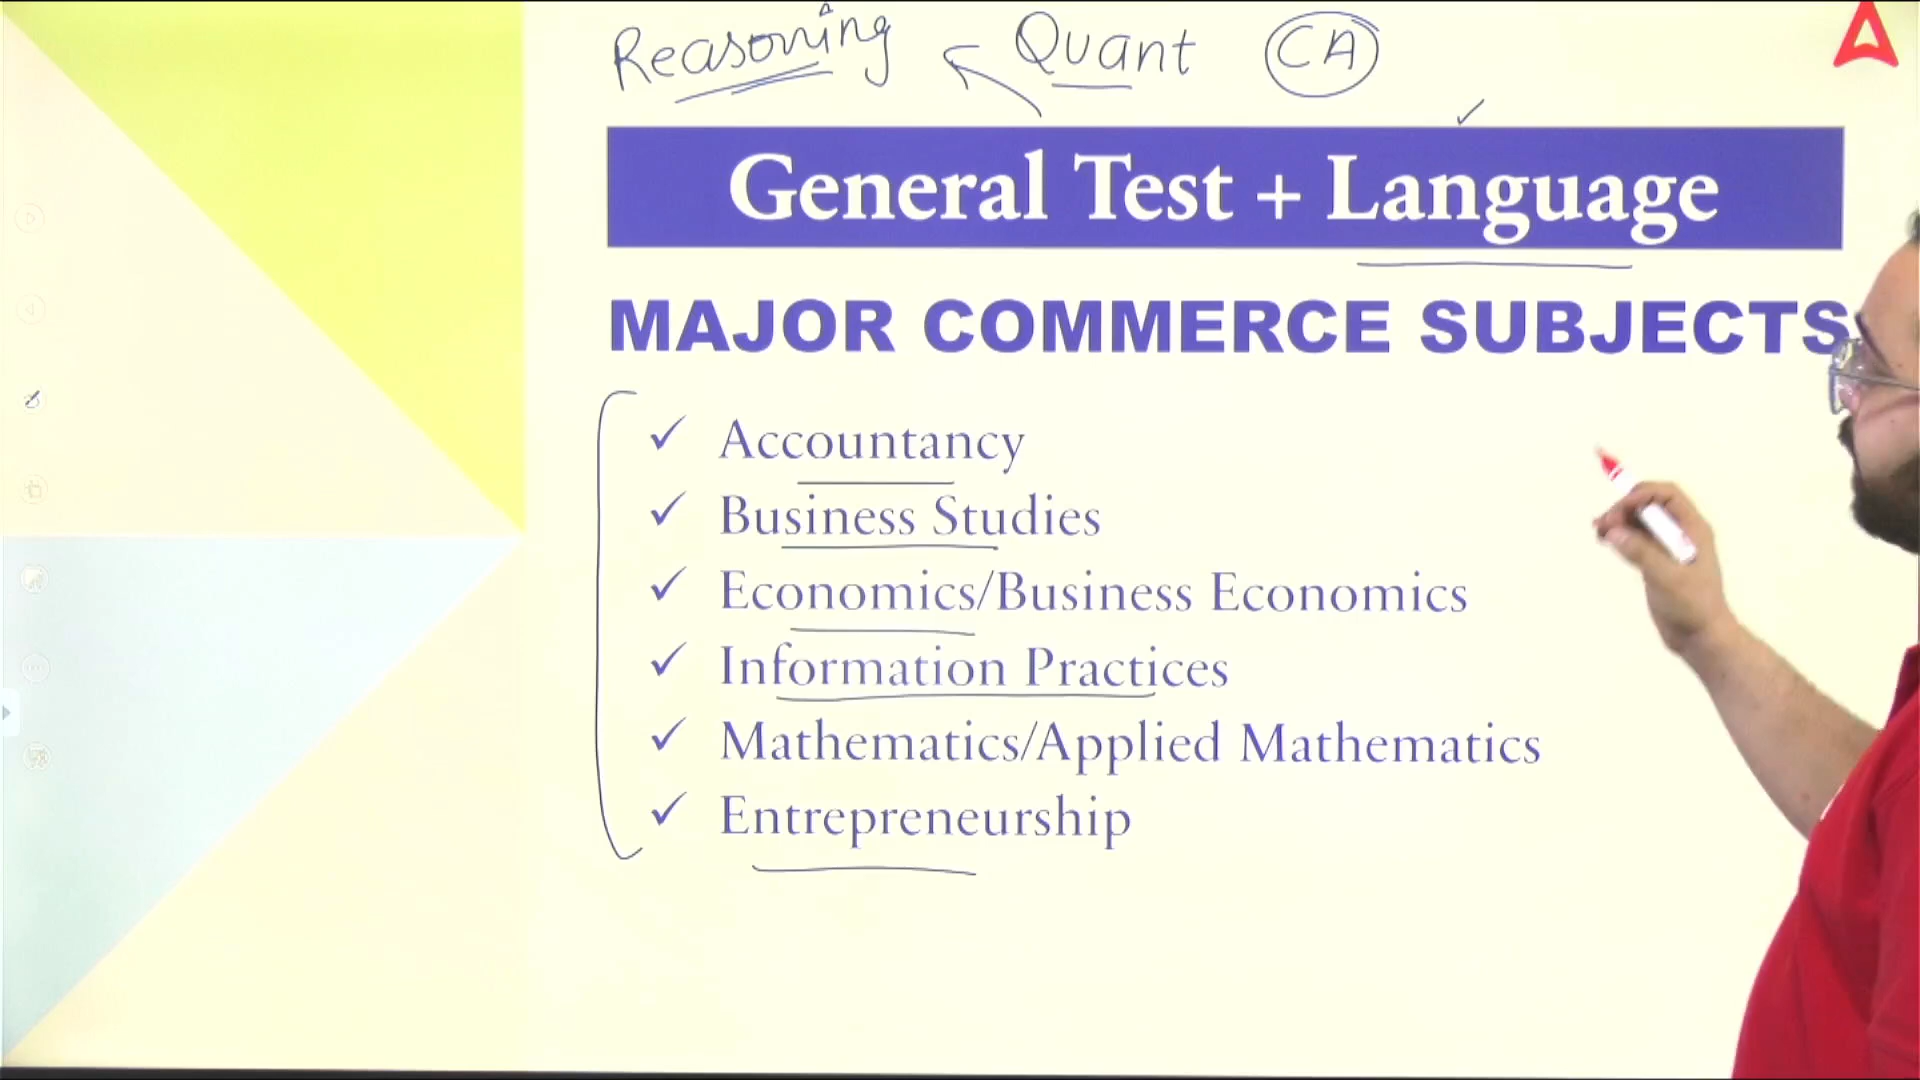 Reasoning Quant CA
General Test + Language
MAJOR COMMERCE SUBJECTS
✓ Accountancy
✓ Business Studies
✓ Economics/Business Economics
✓ Information Practices
✓ Mathematics/Applied Mathematics
✓ Entrepreneurship